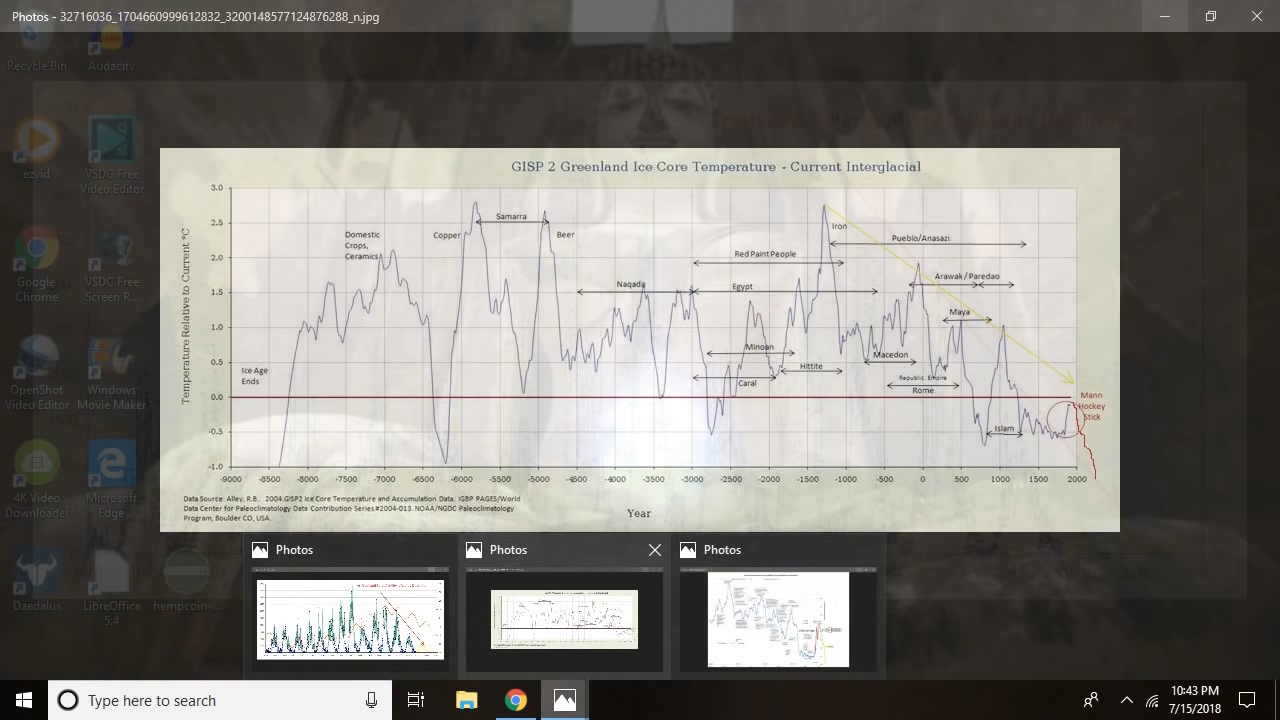 Photos - 32716036_1704660999612832_3200148577124876288_n.jpg
Recycle Bin
Audacity
ezvid
VSDC Free
Video Editor
Google
Chrome
VSDC Free
Screen R...
OpenShot
Video Editor
Windows
Movie Maker
4K Video
Downloader
Microsoft
Edge
Daedalus
LibreOffice
5.4
hempcoin-...
GISP 2 Greenland Ice Core Temperature - Current Interglacial
Temperature Relative to Current °C
3.0
2.5
2.0
1.5
1.0
0.5
0.0
-0.5
-1.0
Ice Age
Ends
Domestic
Crops,
Ceramics
Copper
Samarra
Beer
Naqada
Red Paint People
Egypt
Minoan
Caral
Hittite
Iron
Pueblo/Anasazi
Arawak / Paredao
Maya
Macedon
Republic. Empire
Rome
Islam
Mann
Hockey
Stick
-9000 -8500 -8000 -7500 -7000 -6500 -6000 -5500 -5000 -4500 -4000 -3500 -3000 -2500 -2000 -1500 -1000 -500 0 500 1000 1500 2000
Year
Data Source: Alley, R.B.. 2004.GISP2 Ice Core Temperature and Accumulation Data. IGBP PAGES/World
Data Center for Paleoclimatology Data Contribution Series #2004-013. NOAA/NGDC Paleoclimatology
Program, Boulder CO, USA.
Photos
Photos
Photos
Type here to search
10:43 PM
7/15/2018